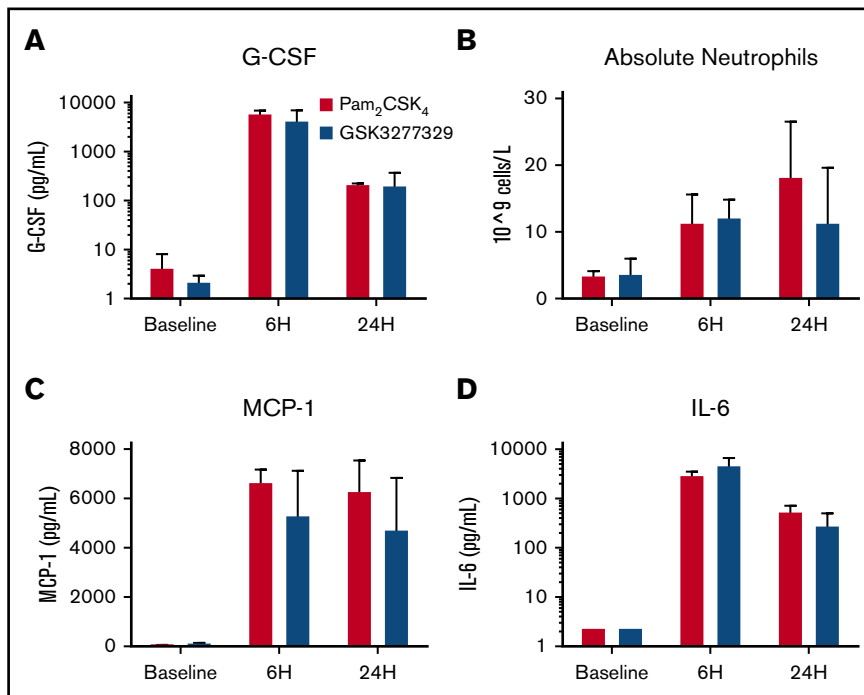 A
G-CSF
G-CSF (pg/mL)
10000
1000
100
10
1
Pam₂CSK₄
GSK3277329
Baseline 6H 24H
B
Absolute Neutrophils
10^9 cells/L
30
20
10
0
Baseline 6H 24H
C
MCP-1
MCP-1 (pg/mL)
8000
6000
4000
2000
0
Baseline 6H 24H
D
IL-6
IL-6 (pg/mL)
10000
1000
100
10
1
Baseline 6H 24H